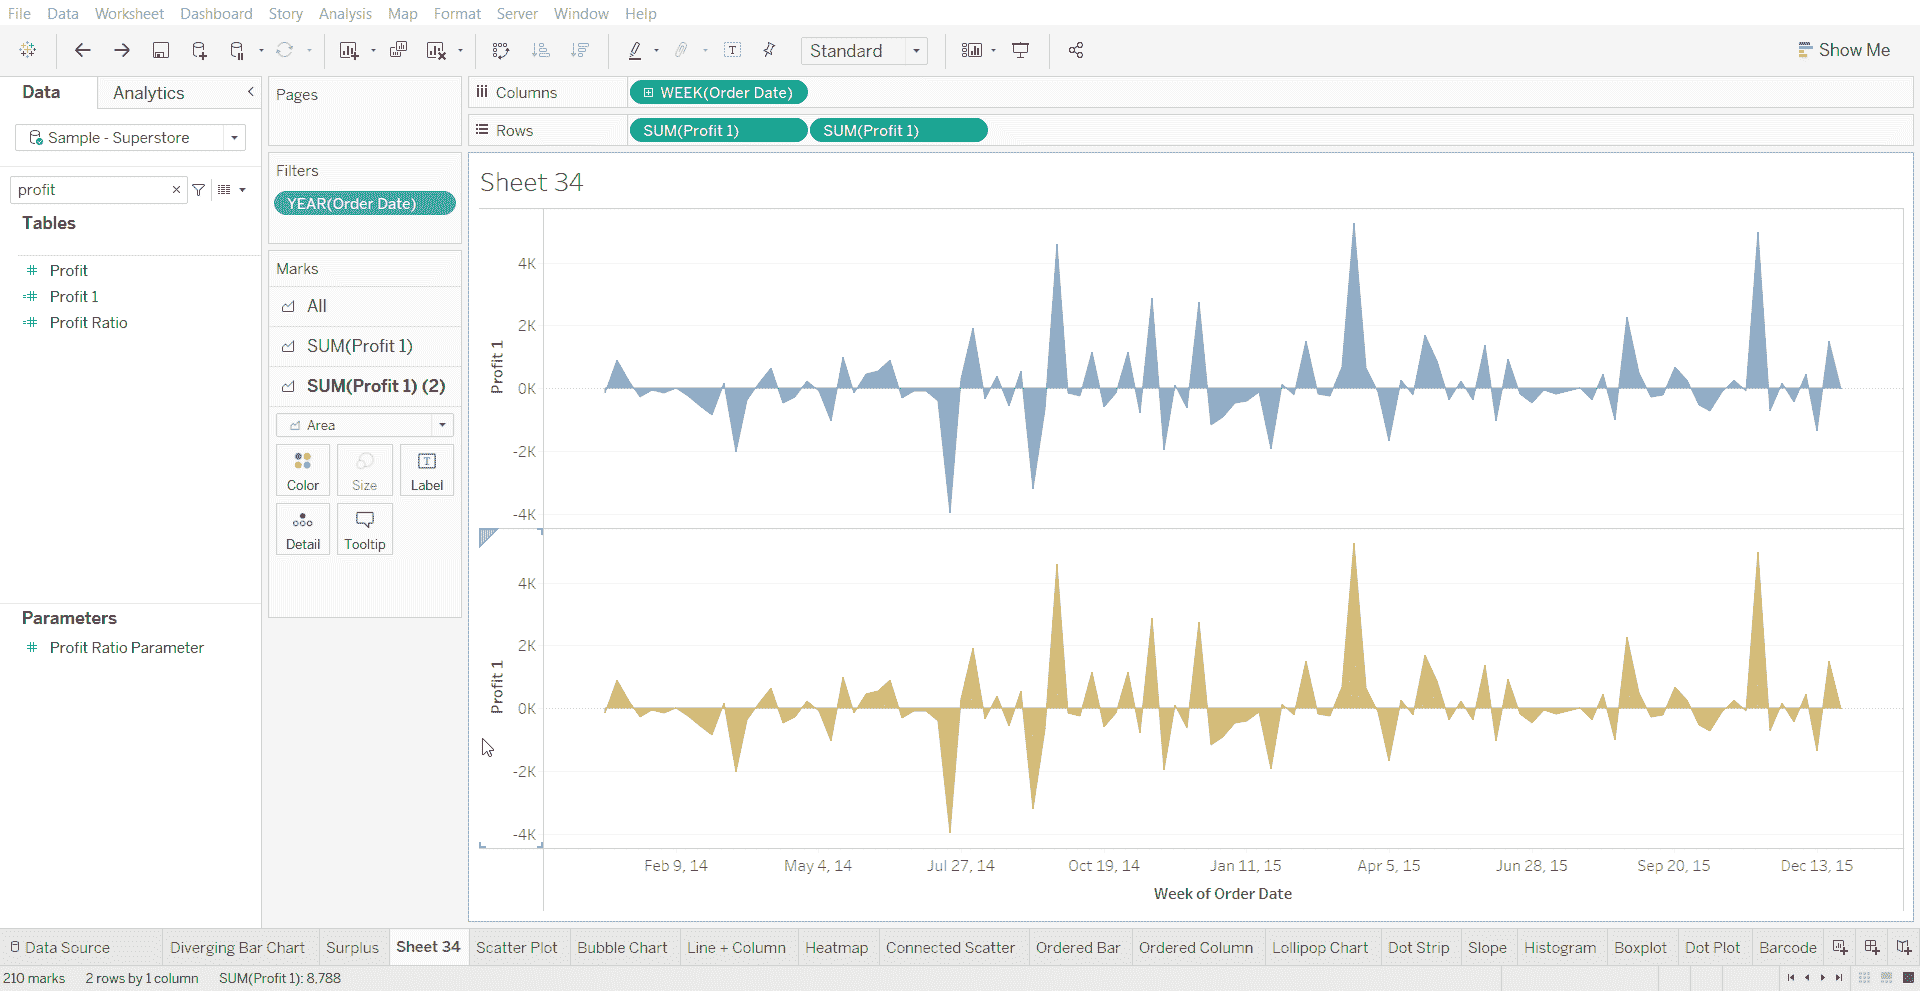 File Data Worksheet Dashboard Story Analysis Map Format Server Window Help
Standard
Show Me
Data Analytics
Sample - Superstore
profit
Tables
Profit
Profit 1
Profit Ratio
Parameters
Profit Ratio Parameter
Pages
Filters
YEAR(Order Date)
Marks
All
SUM(Profit 1)
SUM(Profit 1) (2)
Area
Color Size Label
Detail Tooltip
Columns WEEK(Order Date)
Rows SUM(Profit 1) SUM(Profit 1)
Sheet 34
4K
2K
0K
-2K
-4K
Profit 1
4K
2K
0K
-2K
-4K
Profit 1
Feb 9, 14 May 4, 14 Jul 27, 14 Oct 19, 14 Jan 11, 15 Apr 5, 15 Jun 28, 15 Sep 20, 15 Dec 13, 15
Week of Order Date
Data Source Diverging Bar Chart Surplus Sheet 34 Scatter Plot Bubble Chart Line + Column Heatmap Connected Scatter Ordered Bar Ordered Column Lollipop Chart Dot Strip Slope Histogram Boxplot Dot Plot Barcode
210 marks 2 rows by 1 column SUM(Profit 1): 8,788